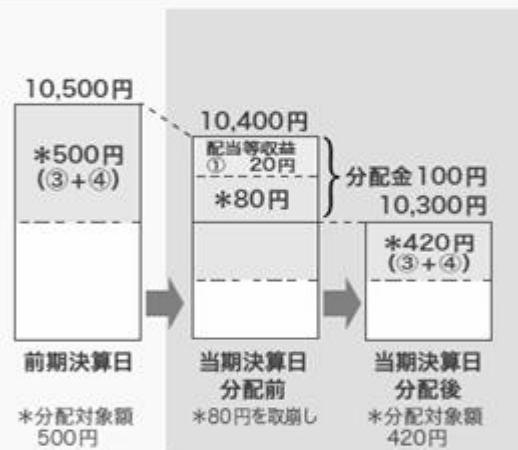 10,500円
＊500円
(③+④)
前期決算日
＊分配対象額
500円
10,400円
配当等収益
① 20円
＊80円
分配金100円
当期決算日
分配前
＊80円を取崩し
10,300円
＊420円
(③+④)
当期決算日
分配後
＊分配対象額
420円